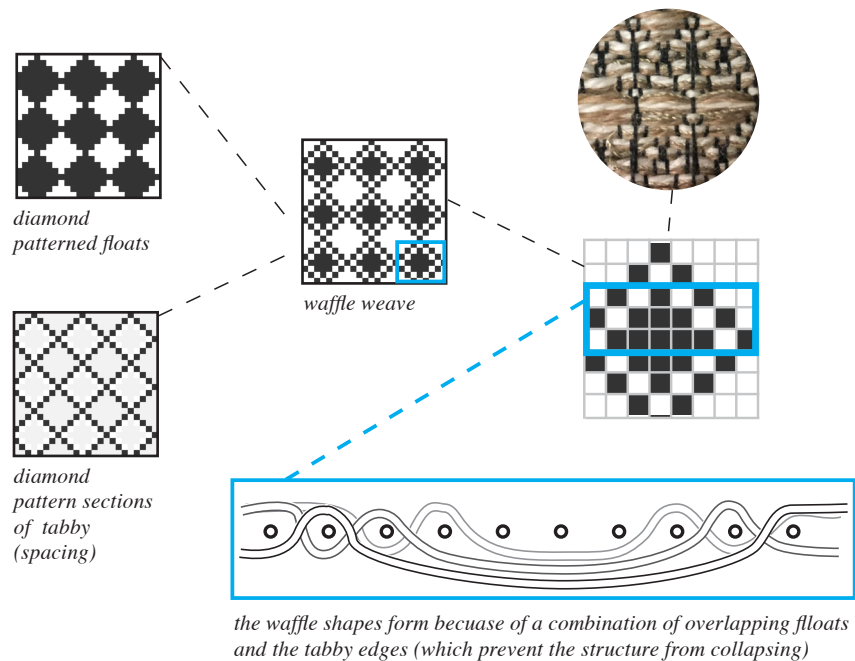 diamond
patterned floats
waffle weave
diamond
pattern sections
of tabby
(spacing)
the waffle shapes form becuase of a combination of overlapping flloats
and the tabby edges (which prevent the structure from collapsing)